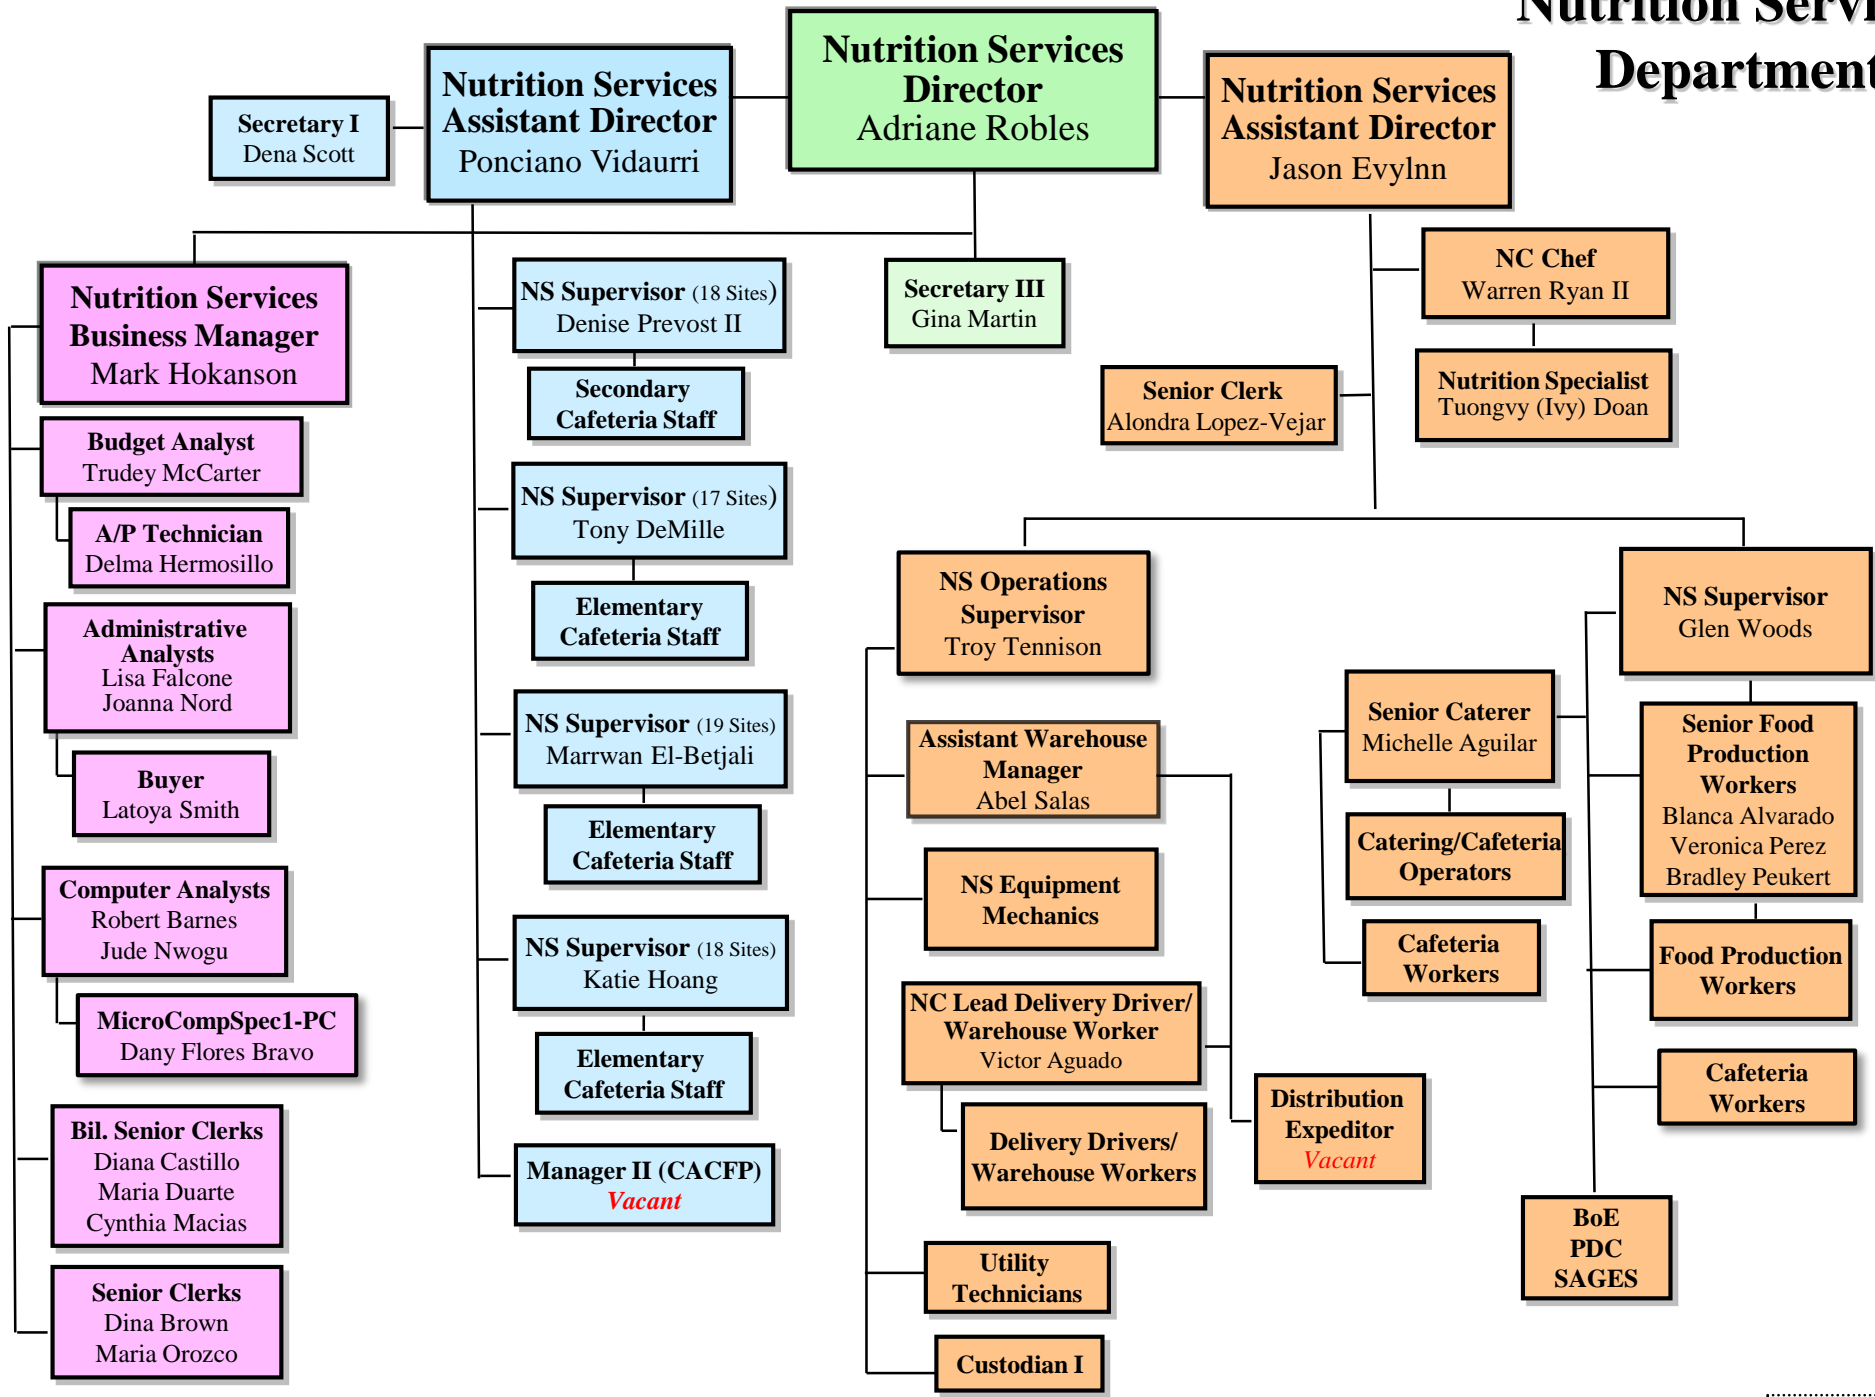 Nutrition Servi
Department
Nutrition Services
Director
Adriane Robles
Nutrition Services
Assistant Director
Ponciano Vidaurri
Secretary I
Dena Scott
Nutrition Services
Assistant Director
Jason Evylnn
Secretary III
Gina Martin
Nutrition Services
Business Manager
Mark Hokanson
Budget Analyst
Trudey McCarter
A/P Technician
Delma Hermosillo
Administrative
Analysts
Lisa Falcone
Joanna Nord
Buyer
Latoya Smith
Computer Analysts
Robert Barnes
Jude Nwogu
MicroCompSpec1-PC
Dany Flores Bravo
Bil. Senior Clerks
Diana Castillo
Maria Duarte
Cynthia Macias
Senior Clerks
Dina Brown
Maria Orozco
NS Supervisor (18 Sites)
Denise Prevost II
Secondary
Cafeteria Staff
NS Supervisor (17 Sites)
Tony DeMille
Elementary
Cafeteria Staff
NS Supervisor (19 Sites)
Marrwan El-Betjali
Elementary
Cafeteria Staff
NS Supervisor (18 Sites)
Katie Hoang
Elementary
Cafeteria Staff
Manager II (CACFP)
Vacant
NC Chef
Warren Ryan II
Nutrition Specialist
Tuongvy (Ivy) Doan
Senior Clerk
Alondra Lopez-Vejar
NS Operations
Supervisor
Troy Tennison
Assistant Warehouse
Manager
Abel Salas
NS Equipment
Mechanics
NC Lead Delivery Driver/
Warehouse Worker
Victor Aguado
Delivery Drivers/
Warehouse Workers
Distribution
Expeditor
Vacant
Utility
Technicians
Custodian I
NS Supervisor
Glen Woods
Senior Caterer
Michelle Aguilar
Catering/Cafeteria
Operators
Cafeteria
Workers
Senior Food
Production
Workers
Blanca Alvarado
Veronica Perez
Bradley Peukert
Food Production
Workers
Cafeteria
Workers
BoE
PDC
SAGES